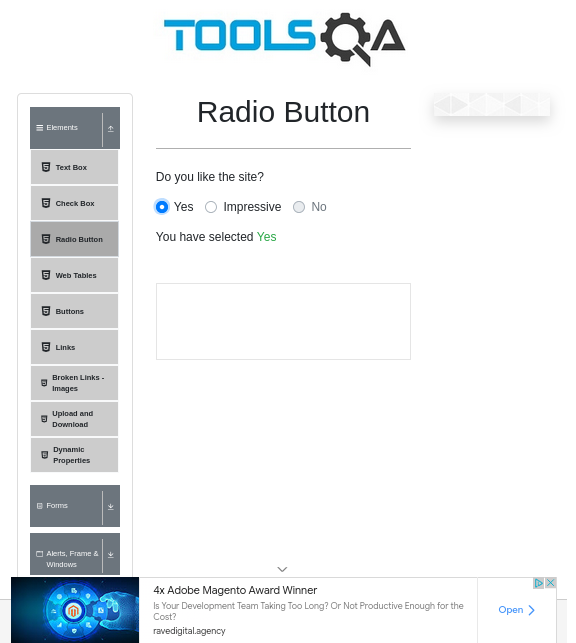 TOOLSQA
Radio Button
Elements
Text Box
Check Box
Radio Button
Web Tables
Buttons
Links
Broken Links -
Images
Upload and
Download
Dynamic
Properties
Forms
Alerts, Frame &
Windows
Do you like the site?
Yes Impressive No
You have selected Yes
4x Adobe Magento Award Winner
Is Your Development Team Taking Too Long? Or Not Productive Enough for the
Cost?
ravedigital.agency
Open